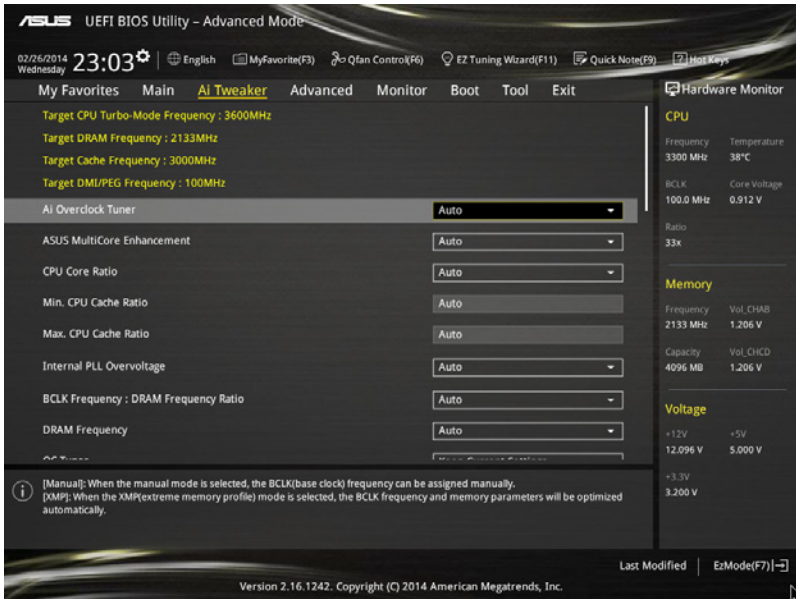 ASUS UEFI BIOS Utility – Advanced Mode
02/26/2014
Wednesday
23:03
English
MyFavorite(F3)
Qfan Control(F6)
EZ Tuning Wizard(F11)
Quick Note(F9)
Hot Keys
My Favorites Main Ai Tweaker Advanced Monitor Boot Tool Exit
Target CPU Turbo-Mode Frequency : 3600MHz
Target DRAM Frequency : 2133MHz
Target Cache Frequency : 3000MHz
Target DMI/PEG Frequency : 100MHz
Ai Overclock Tuner Auto
ASUS MultiCore Enhancement Auto
CPU Core Ratio Auto
Min. CPU Cache Ratio Auto
Max. CPU Cache Ratio Auto
Internal PLL Overvoltage Auto
BCLK Frequency : DRAM Frequency Ratio Auto
DRAM Frequency Auto
[Manual]: When the manual mode is selected, the BCLK(base clock) frequency can be assigned manually.
[XMP]: When the XMP(extreme memory profile) mode is selected, the BCLK frequency and memory parameters will be optimized
automatically.
Hardware Monitor
CPU
Frequency Temperature
3300 MHz 38°C
BCLK Core Voltage
100.0 MHz 0.912 V
Ratio
33x
Memory
Frequency Vol_CHAB
2133 MHz 1.206 V
Capacity Vol_CHCD
4096 MB 1.206 V
Voltage
+12V +5V
12.096 V 5.000 V
+3.3V
3.200 V
Last Modified
EzMode(F7)
Version 2.16.1242. Copyright (C) 2014 American Megatrends, Inc.